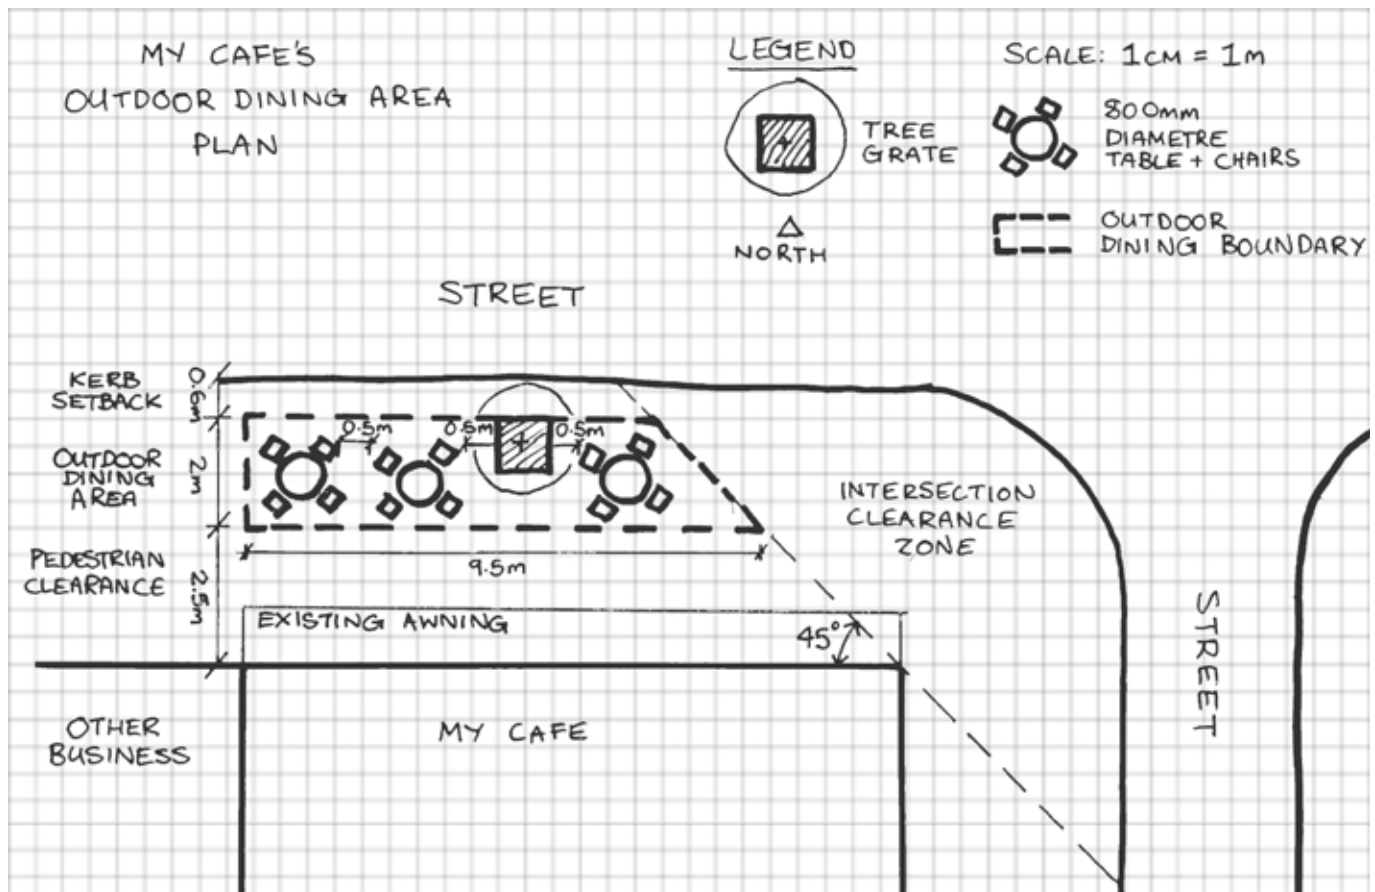 MY CAFE'S
OUTDOOR DINING AREA
PLAN
LEGEND
TREE
GRATE
NORTH
SCALE: 1CM = 1M
800mm
DIAMETRE
TABLE + CHAIRS
OUTDOOR
DINING BOUNDARY
STREET
KERB
SETBACK
0.6m
OUTDOOR
DINING
AREA
2m
0.5m
0.5m
0.5m
9.5m
INTERSECTION
CLEARANCE
ZONE
PEDESTRIAN
CLEARANCE
2.5m
EXISTING AWNING
45°
STREET
OTHER
BUSINESS
MY CAFE